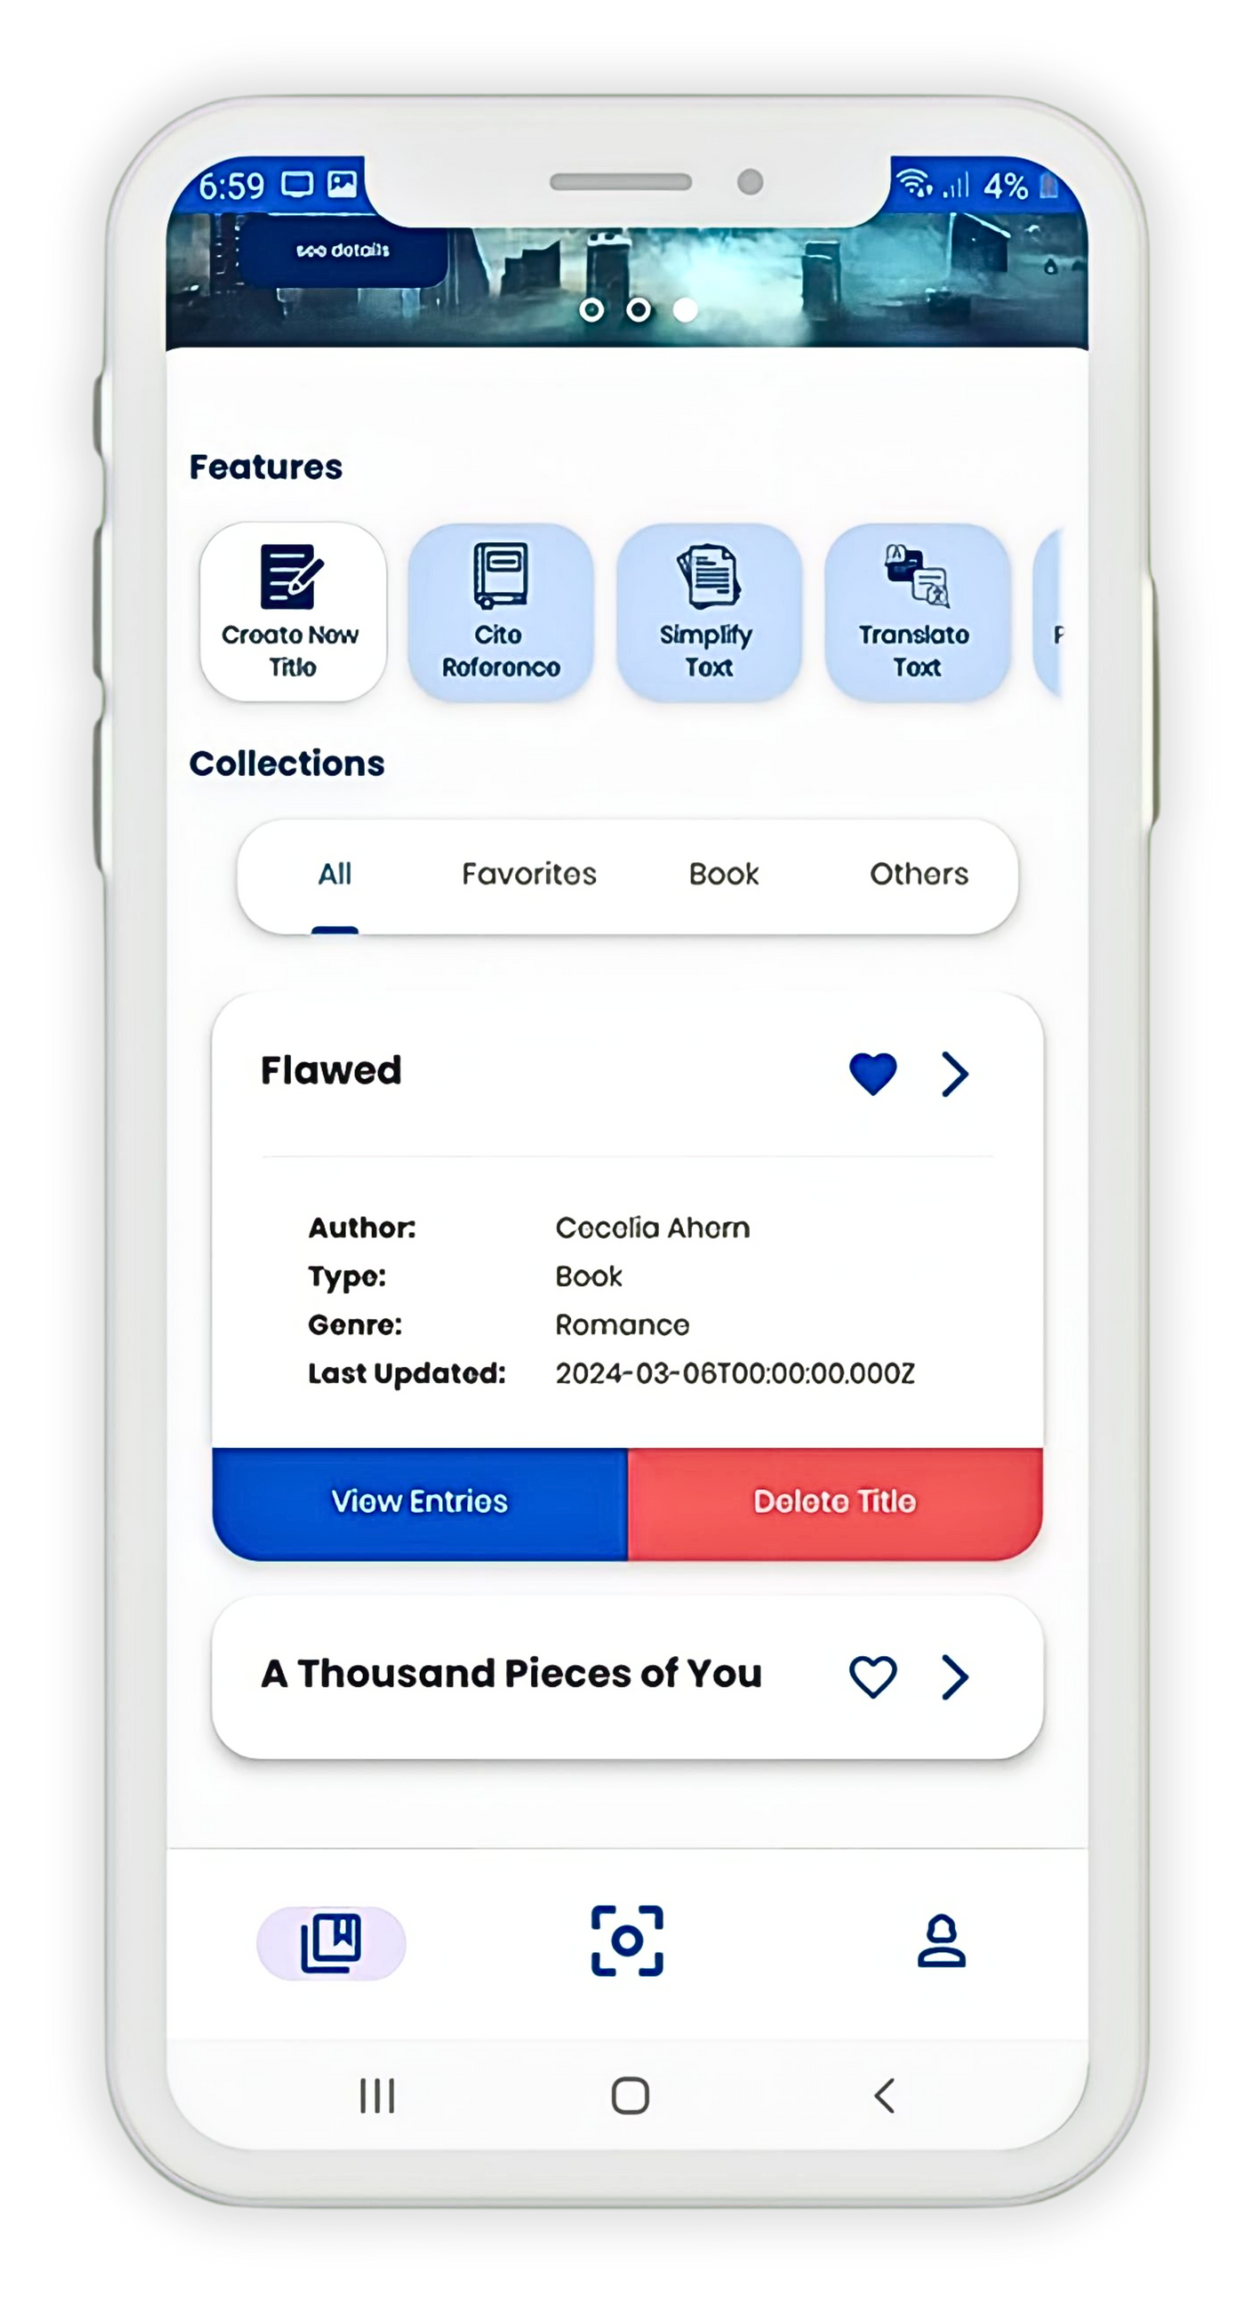 6:59 4%
see details
Features
Create New
Title
Cite
Reference
Simplify
Text
Translate
Text
Collections
All Favorites Book Others
Flawed
Author: Cecelia Ahern
Type: Book
Genre: Romance
Last Updated: 2024-03-06T00:00:00.000Z
View Entries Delete Title
A Thousand Pieces of You